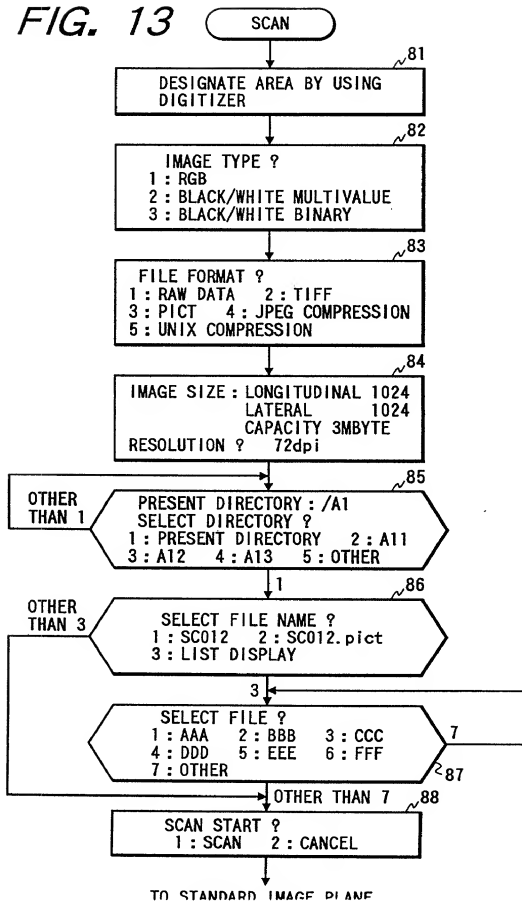 FIG. 13
SCAN
81
DESIGNATE AREA BY USING
DIGITIZER
82
IMAGE TYPE ?
1 : RGB
2 : BLACK/WHITE MULTIVALUE
3 : BLACK/WHITE BINARY
83
FILE FORMAT ?
1 : RAW DATA 2 : TIFF
3 : PICT 4 : JPEG COMPRESSION
5 : UNIX COMPRESSION
84
IMAGE SIZE : LONGITUDINAL 1024
LATERAL 1024
CAPACITY 3MBYTE
RESOLUTION ? 72dpi
85
OTHER
THAN 1
PRESENT DIRECTORY : /A1
SELECT DIRECTORY ?
1 : PRESENT DIRECTORY 2 : A11
3 : A12 4 : A13 5 : OTHER
1
86
OTHER
THAN 3
SELECT FILE NAME ?
1 : SC012 2 : SC012.pict
3 : LIST DISPLAY
3
SELECT FILE ?
1 : AAA 2 : BBB 3 : CCC
4 : DDD 5 : EEE 6 : FFF
7 : OTHER
7
87
OTHER THAN 7
88
SCAN START ?
1 : SCAN 2 : CANCEL
TO STANDARD IMAGE PLANE